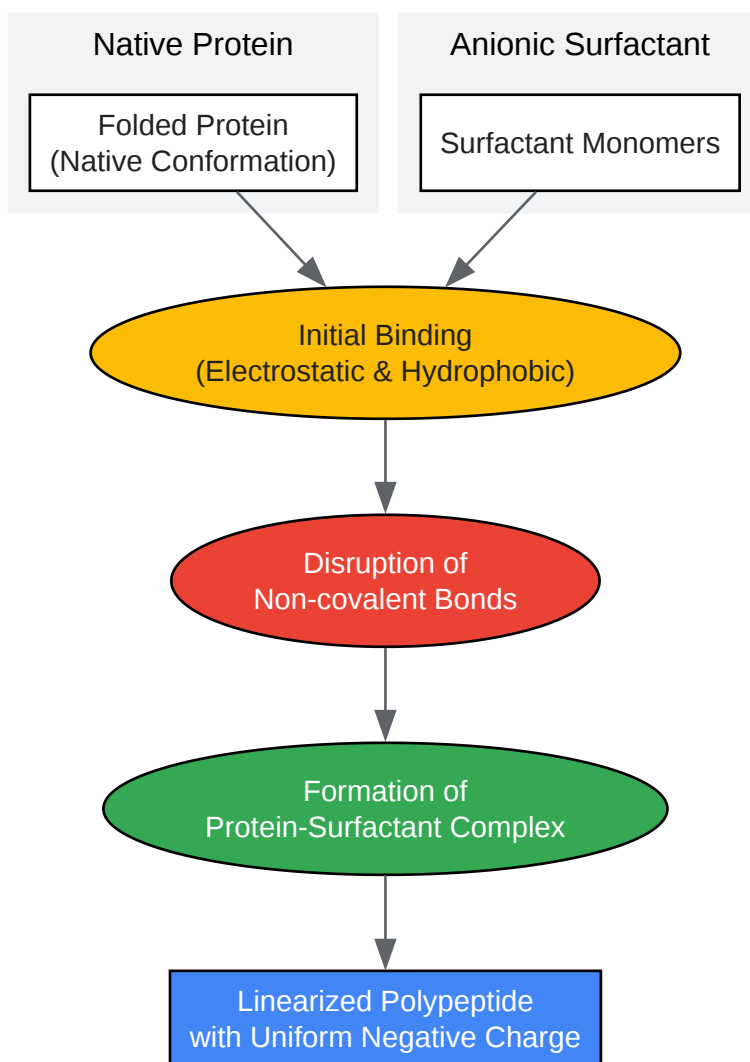 Native Protein
Anionic Surfactant
Folded Protein
(Native Conformation)
Surfactant Monomers
Initial Binding
(Electrostatic & Hydrophobic)
Disruption of
Non-covalent Bonds
Formation of
Protein-Surfactant Complex
Linearized Polypeptide
with Uniform Negative Charge